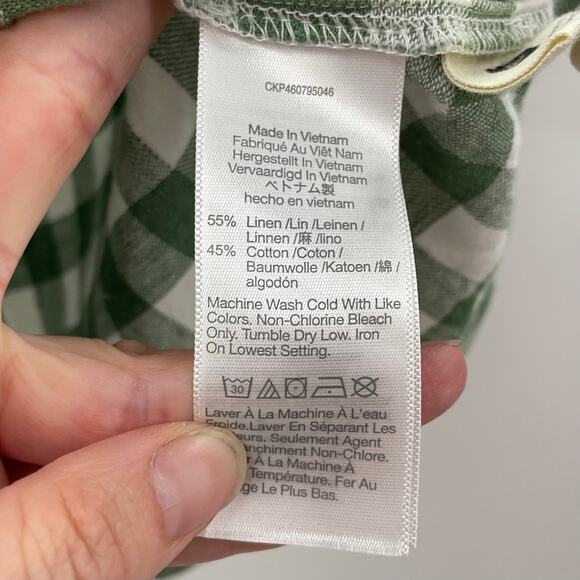 CKP460795046
Made In Vietnam
Fabriqué Au Viêt Nam
Hergestellt In Vietnam
Vervaardigd In Vietnam
ベトナム製
hecho en vietnam
55% Linen /Lin /Leinen /
Linnen /麻 /lino
45% Cotton /Coton /
Baumwolle /Katoen /綿 /
algodón
Machine Wash Cold With Like
Colors. Non-Chlorine Bleach
Only. Tumble Dry Low. Iron
On Lowest Setting.
30
Laver À La Machine À L'eau
Froide.Laver En Séparant Les
Seulement Agent
Non-Chlore.
À La Machine À
Température. Fer Au
Le Plus Bas.